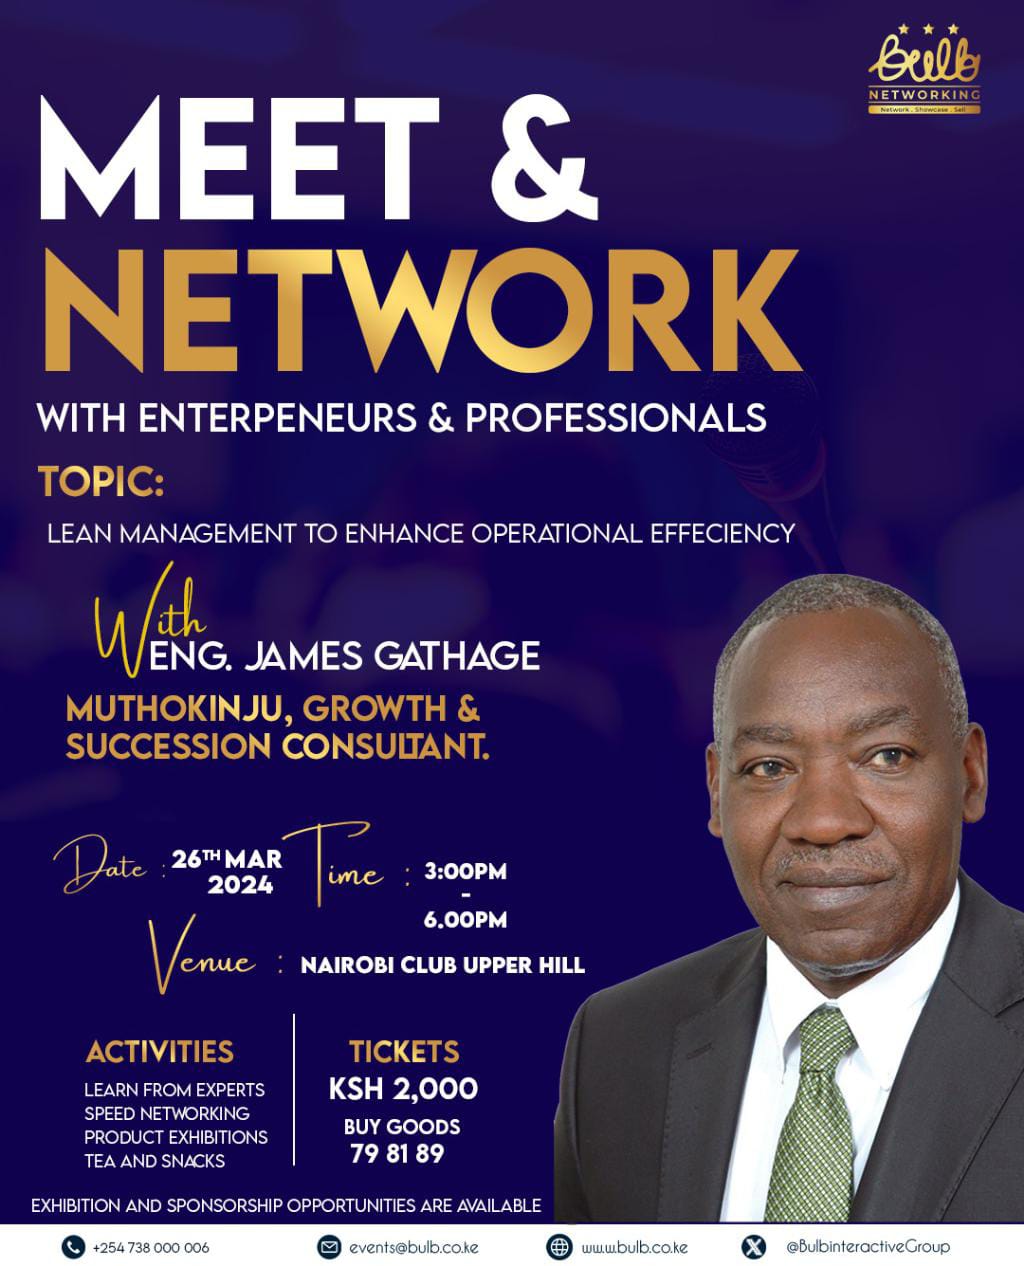 Bulb
NETWORKING
Network . Showcase . Sell
MEET &
NETWORK
WITH ENTERPENEURS & PROFESSIONALS
TOPIC:
LEAN MANAGEMENT TO ENHANCE OPERATIONAL EFFECIENCY
With
ENG. JAMES GATHAGE
MUTHOKINJU, GROWTH &
SUCCESSION CONSULTANT.
Date : 26TH MAR
2024
Time : 3:00PM
-
6.00PM
Venue : NAIROBI CLUB UPPER HILL
ACTIVITIES
LEARN FROM EXPERTS
SPEED NETWORKING
PRODUCT EXHIBITIONS
TEA AND SNACKS
TICKETS
KSH 2,000
BUY GOODS
79 81 89
EXHIBITION AND SPONSORSHIP OPPORTUNITIES ARE AVAILABLE
+254 738 000 006
events@bulb.co.ke
www.bulb.co.ke
@BulbinteractiveGroup